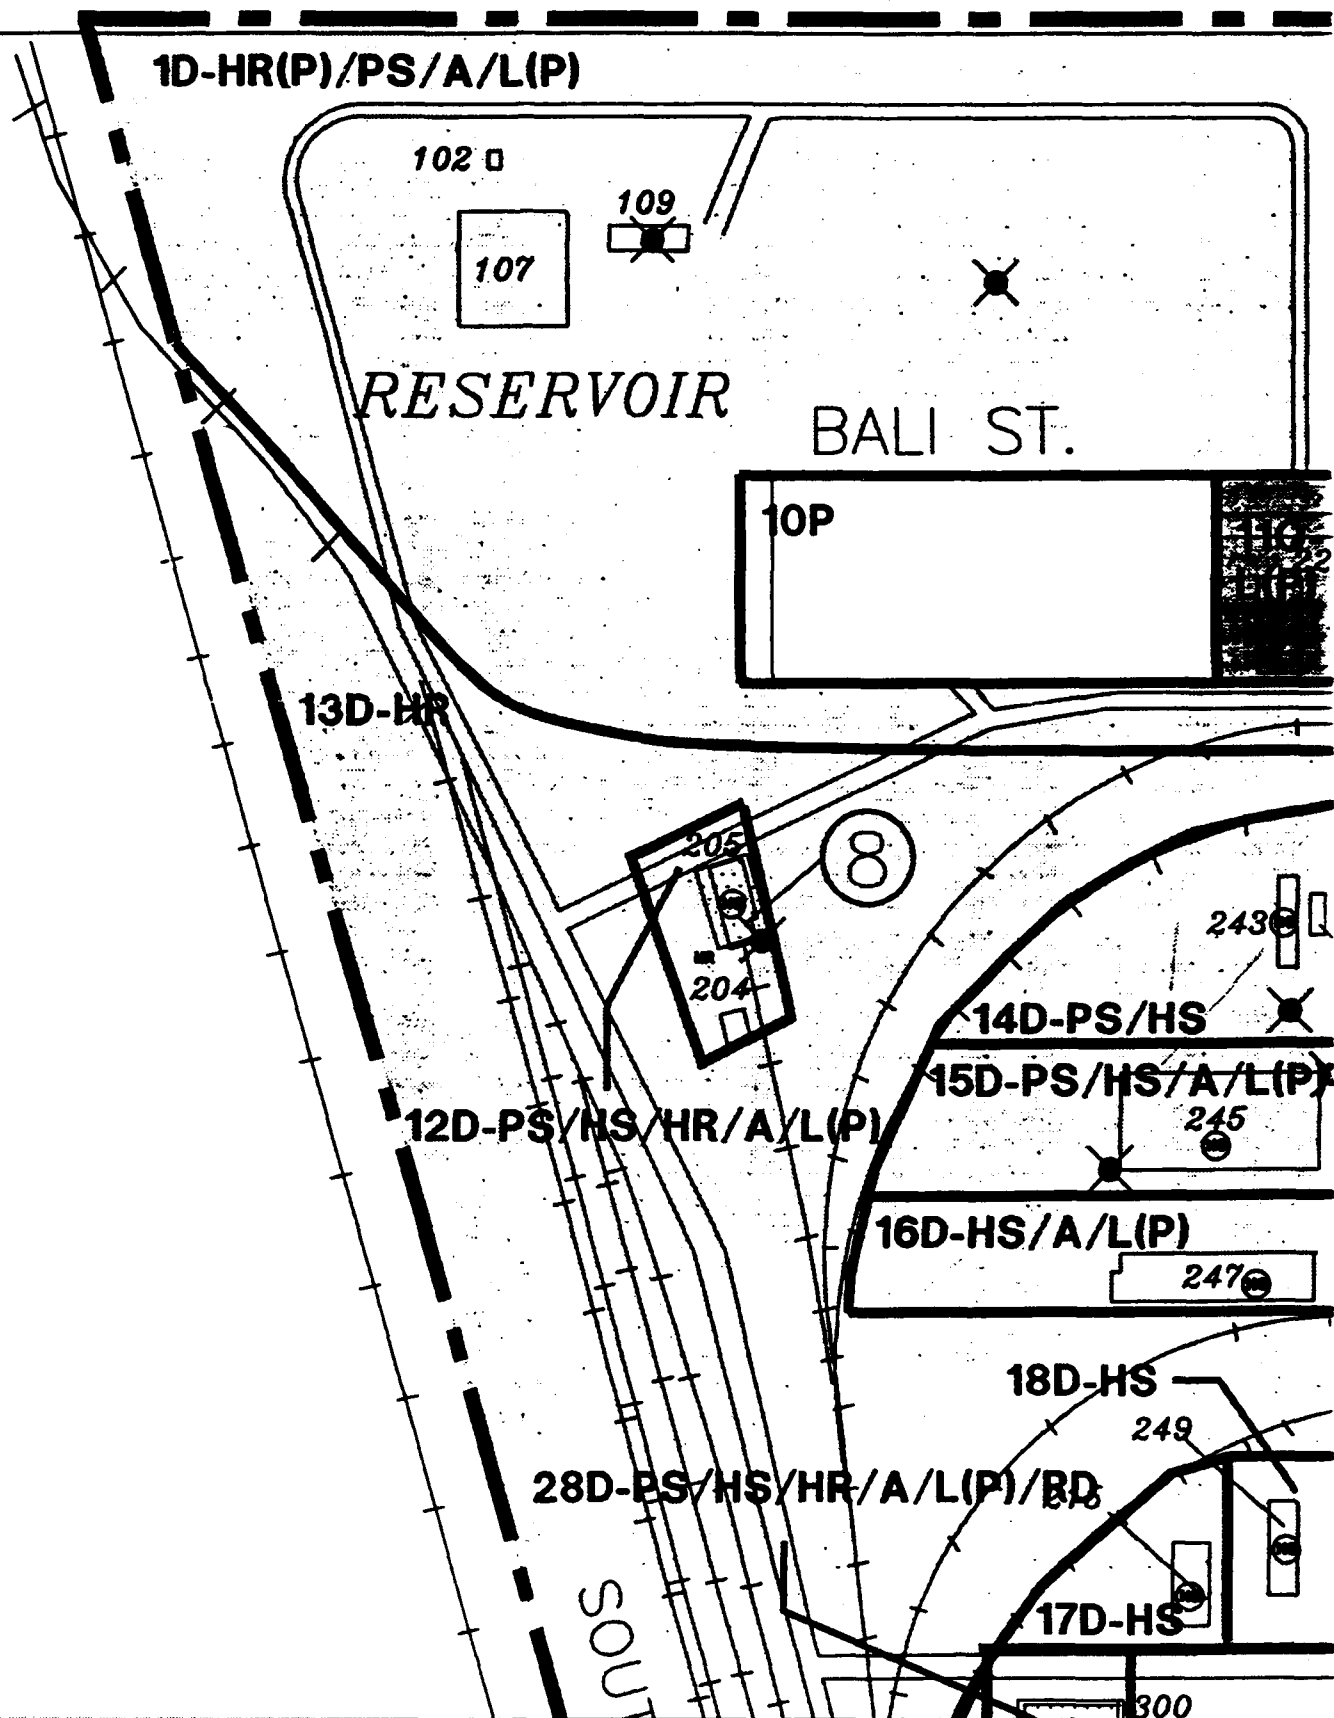 1D-HR(P)/PS/A/L(P)
102
109
107
RESERVOIR
BALI ST.
10P
L(P)
13D-HR
205
8
HR
204
243
14D-PS/HS
15D-PS/HS/A/L(P)
245
12D-PS/HS/HR/A/L(P)
16D-HS/A/L(P)
247
18D-HS
249
28D-PS/HS/HR/A/L(P)/RD
17D-HS
SOUT
300